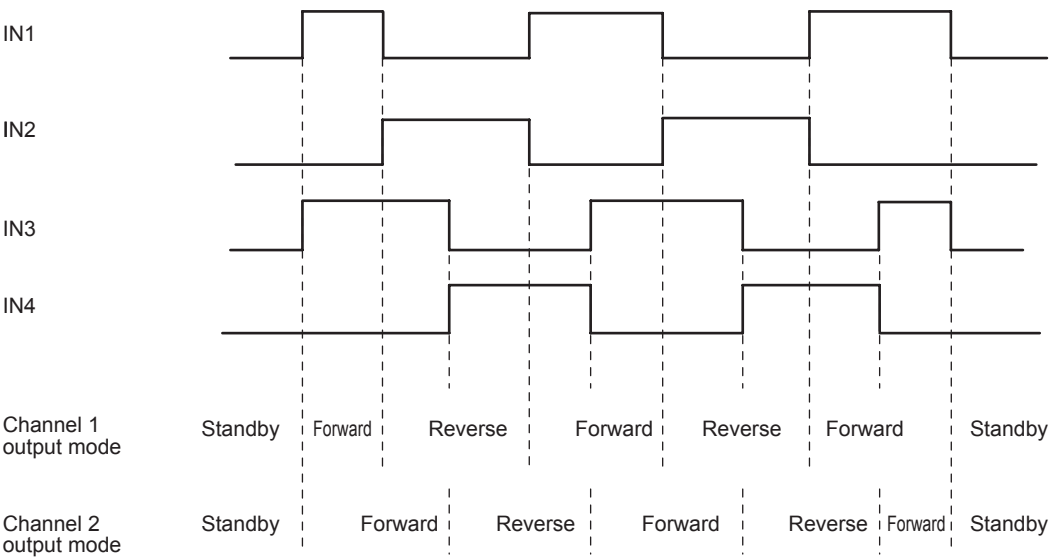 IN1
IN2
IN3
IN4
Channel 1
output mode
Standby Forward Reverse Forward Reverse Forward Standby
Channel 2
output mode
Standby Forward Reverse Forward Reverse Forward Standby